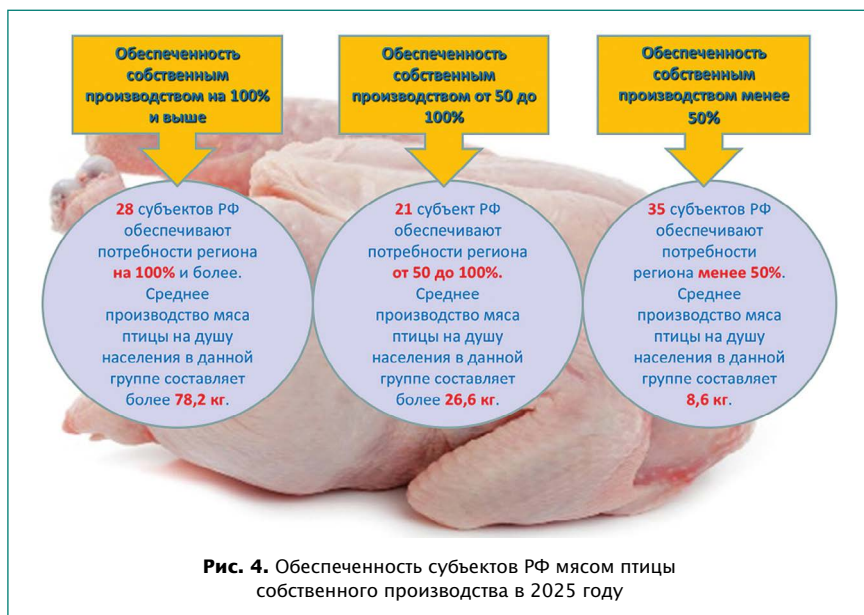 Обеспеченность
собственным
производством на 100%
и выше
Обеспеченность
собственным
производством от 50 до
100%
Обеспеченность
собственным
производством менее
50%
28 субъектов РФ
обеспечивают
потребности региона
на 100% и более.
Среднее
производство мяса
птицы на душу
населения в данной
группе составляет
более 78,2 кг.
21 субъект РФ
обеспечивают
потребности региона
от 50 до 100%.
Среднее
производство мяса
птицы на душу
населения в данной
группе составляет
более 26,6 кг.
35 субъектов РФ
обеспечивают
потребности
региона менее 50%.
Среднее
производство мяса
птицы на душу
населения в данной
группе составляет
8,6 кг.
Рис. 4. Обеспеченность субъектов РФ мясом птицы
собственного производства в 2025 году